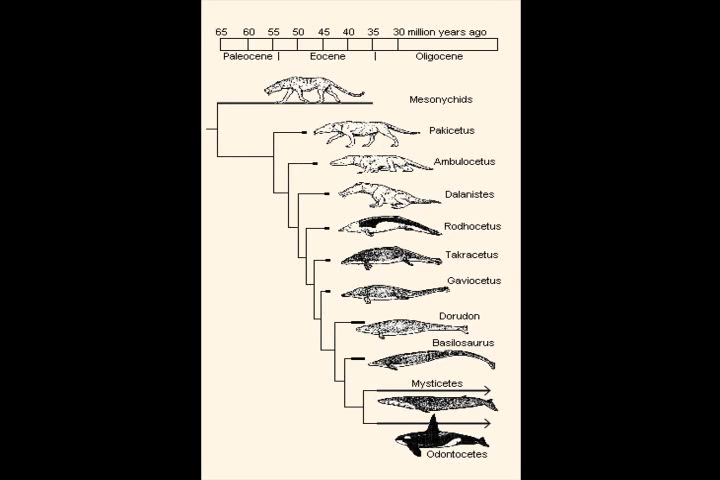 65 60 55 50 45 40 35 30 million years ago
Paleocene Eocene Oligocene
Mesonychids
Pakicetus
Ambulocetus
Dalanistes
Rodhocetus
Takracetus
Gaviocetus
Dorudon
Basilosaurus
Mysticetes
Odontocetes